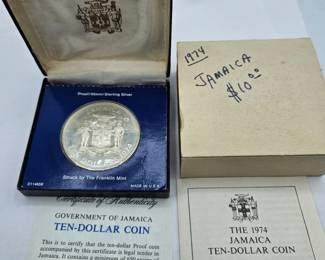 Proof-45mm-Sterling Silver
Struck by The Franklin Mint
MADE IN U.S.A.
Certificate of Authenticity
GOVERNMENT OF JAMAICA
TEN-DOLLAR COIN
This is to certify that the ten-dollar Proof coin
accompanied by this certificate is legal tender in
Jamaica. It contains a minimum of
1974
JAMAICA
$10.00
THE 1974
JAMAICA
TEN-DOLLAR COIN